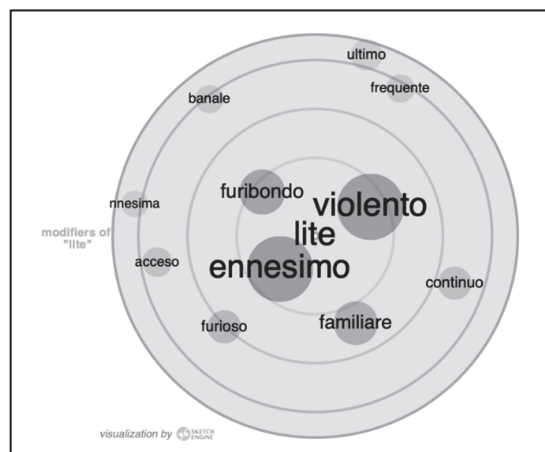 ultimo
frequente
banale
furibondo
violento
nnesima
modifiers of
"lite"
lite
acceso
ennesimo
continuo
furioso
familiare
visualization by SKETCH
ENGINE